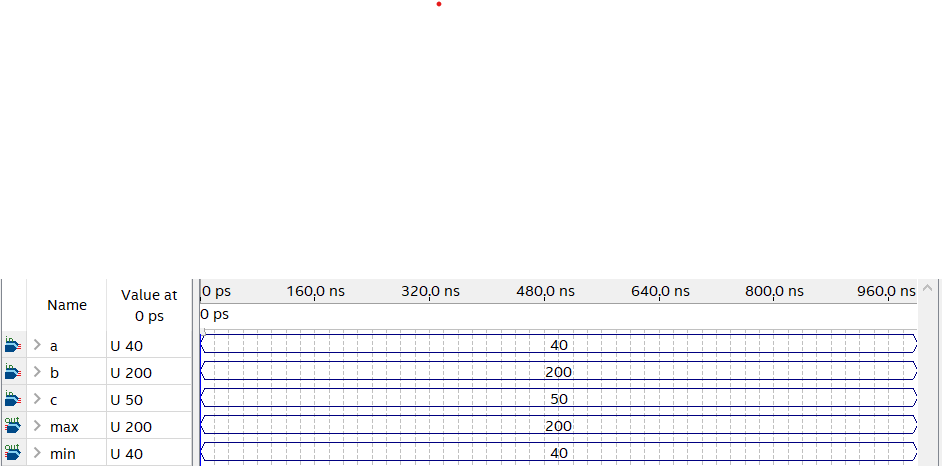 Name Value at 0 ps
0 ps 160.0 ns 320.0 ns 480.0 ns 640.0 ns 800.0 ns 960.0 ns
0 ps
in a U 40 40
in b U 200 200
in c U 50 50
out max U 200 200
out min U 40 40